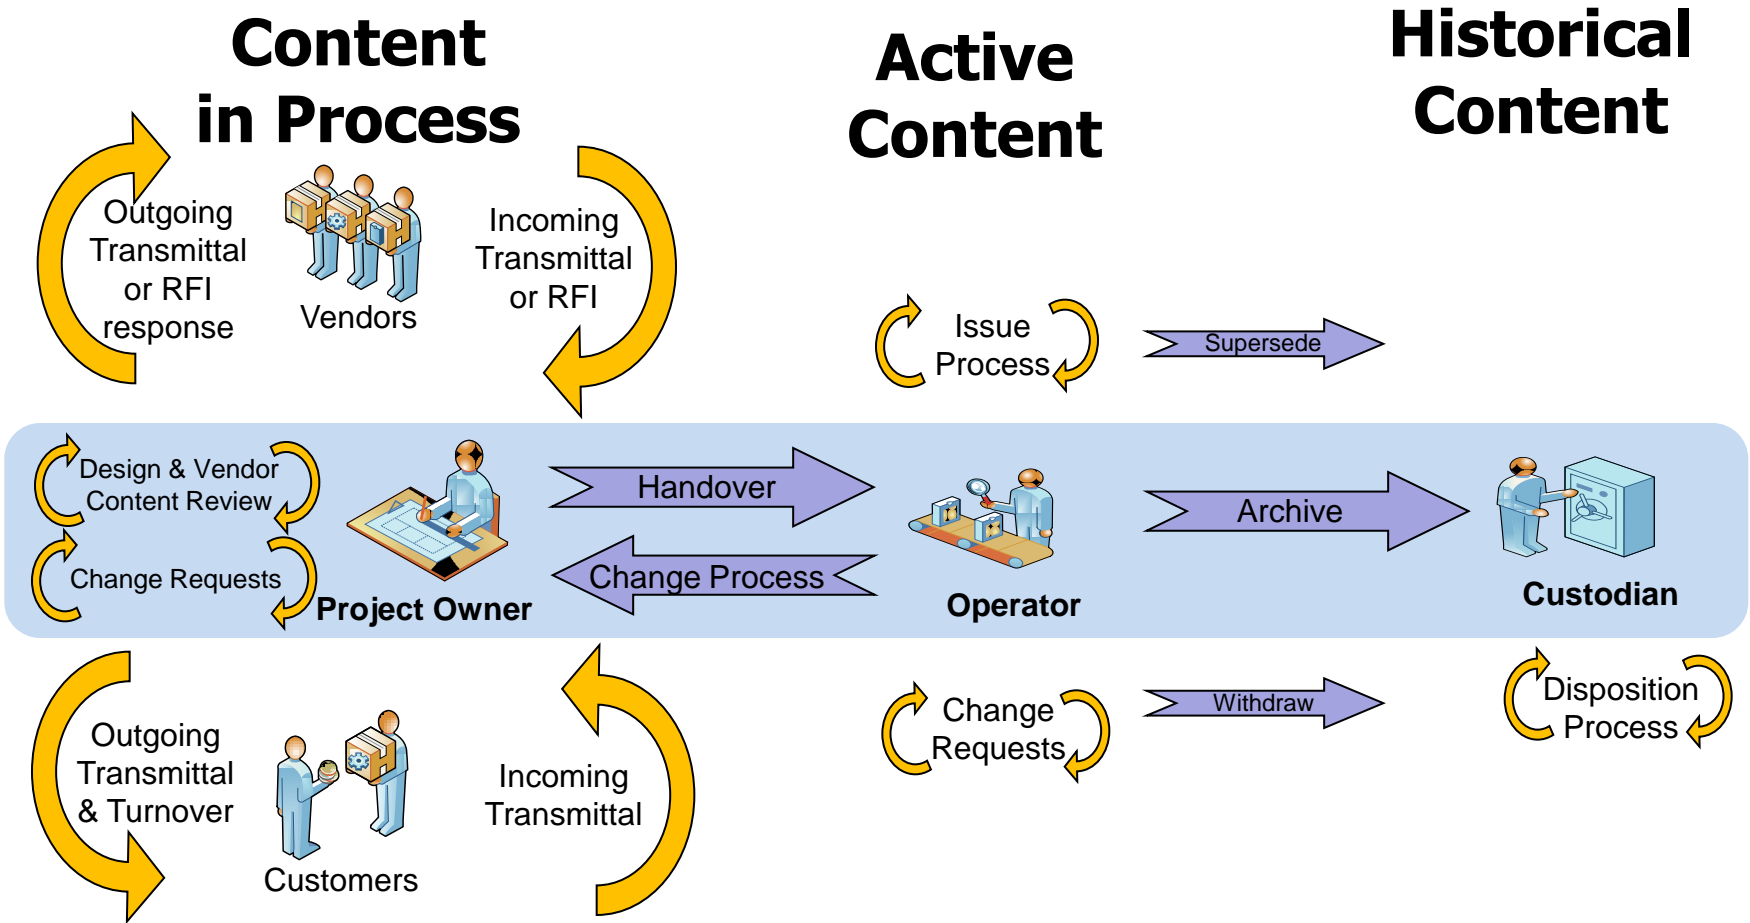 Content
in Process
Active
Content
Historical
Content
Outgoing
Transmittal
or RFI
response
Vendors
Incoming
Transmittal
or RFI
Issue
Process
Supersede
Design & Vendor
Content Review
Change Requests
Project Owner
Handover
Change Process
Operator
Archive
Custodian
Outgoing
Transmittal
& Turnover
Customers
Incoming
Transmittal
Change
Requests
Withdraw
Disposition
Process